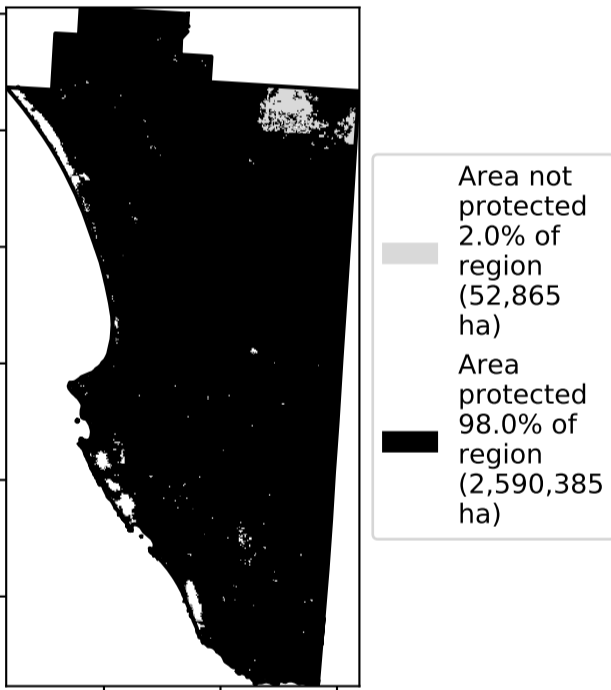 Area not
protected
2.0% of
region
(52,865
ha)
Area
protected
98.0% of
region
(2,590,385
ha)